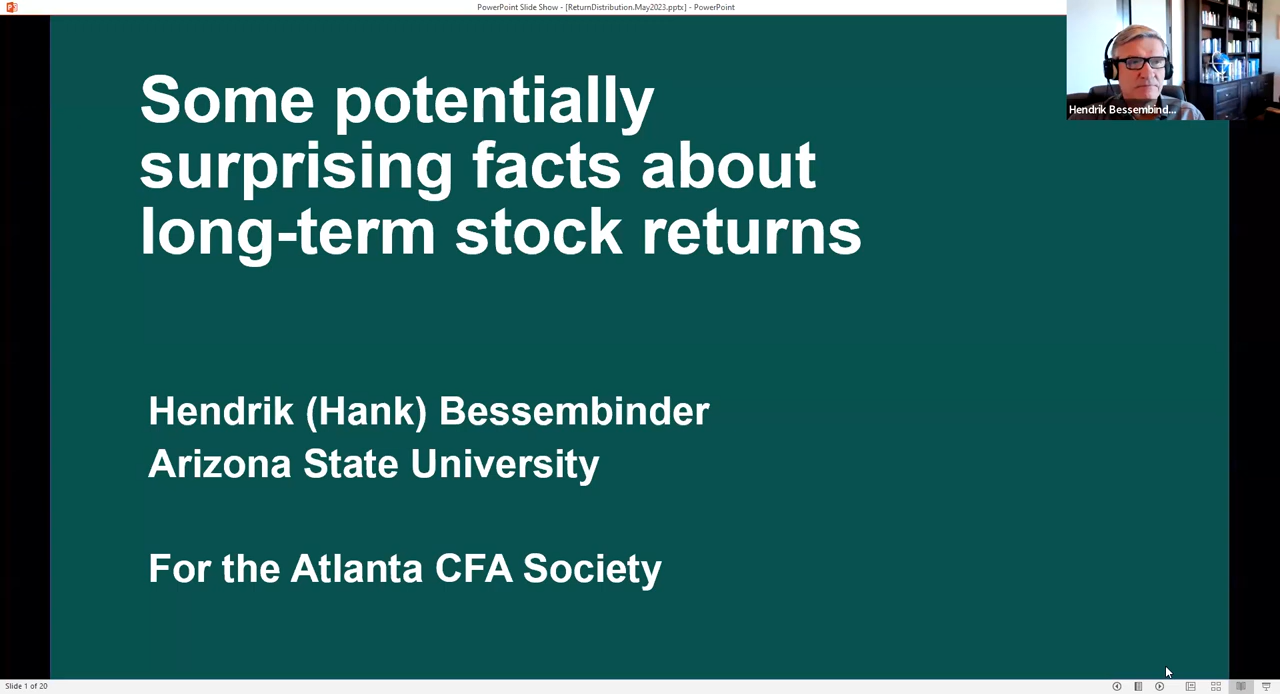 PowerPoint Slide Show - [ReturnDistribution.May2023.pptx] - PowerPoint
Hendrik Bessembind...
Some potentially
surprising facts about
long-term stock returns
Hendrik (Hank) Bessembinder
Arizona State University
For the Atlanta CFA Society
Slide 1 of 20